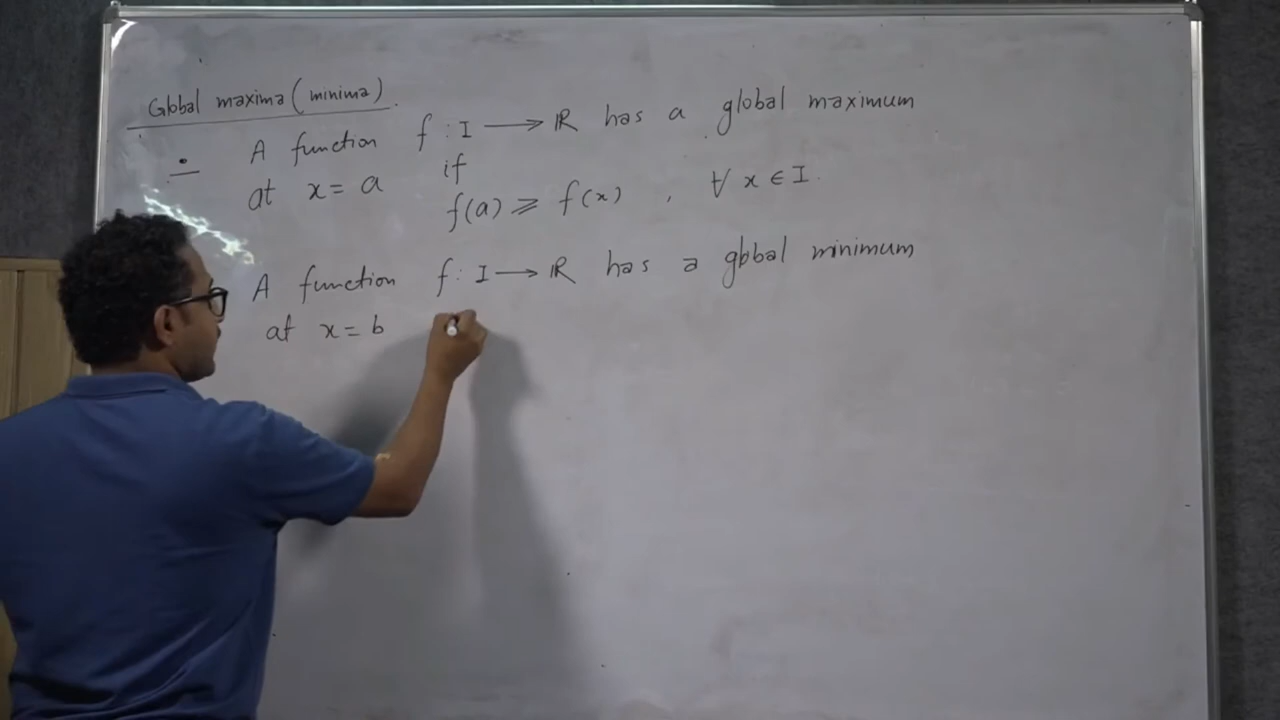 Global maxima (minima).
A function f : I → ℝ has a global maximum
at x = a if
f(a) ⩾ f(x) , ∀ x ∈ I.
A function f : I → ℝ has a global minimum
at x = b